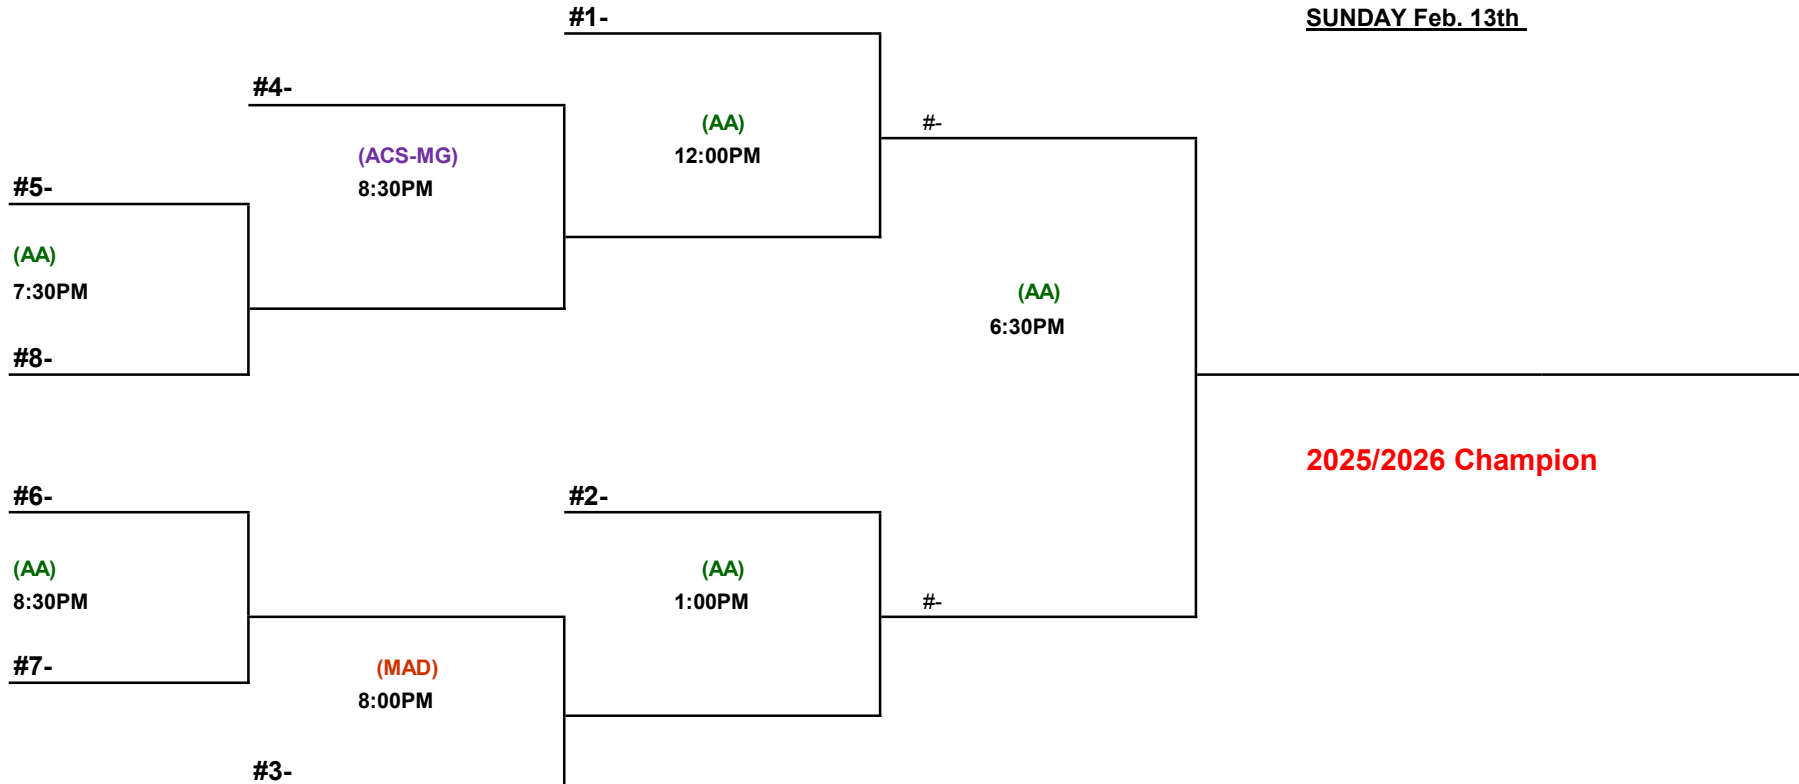 #1-
SUNDAY Feb. 13th
#4-
(AA)
#-
(ACS-MG)
12:00PM
#5-
8:30PM
(AA)
7:30PM
(AA)
6:30PM
#8-
2025/2026 Champion
#6-
#2-
(AA)
(AA)
8:30PM
1:00PM
#-
#7-
(MAD)
8:00PM
#3-